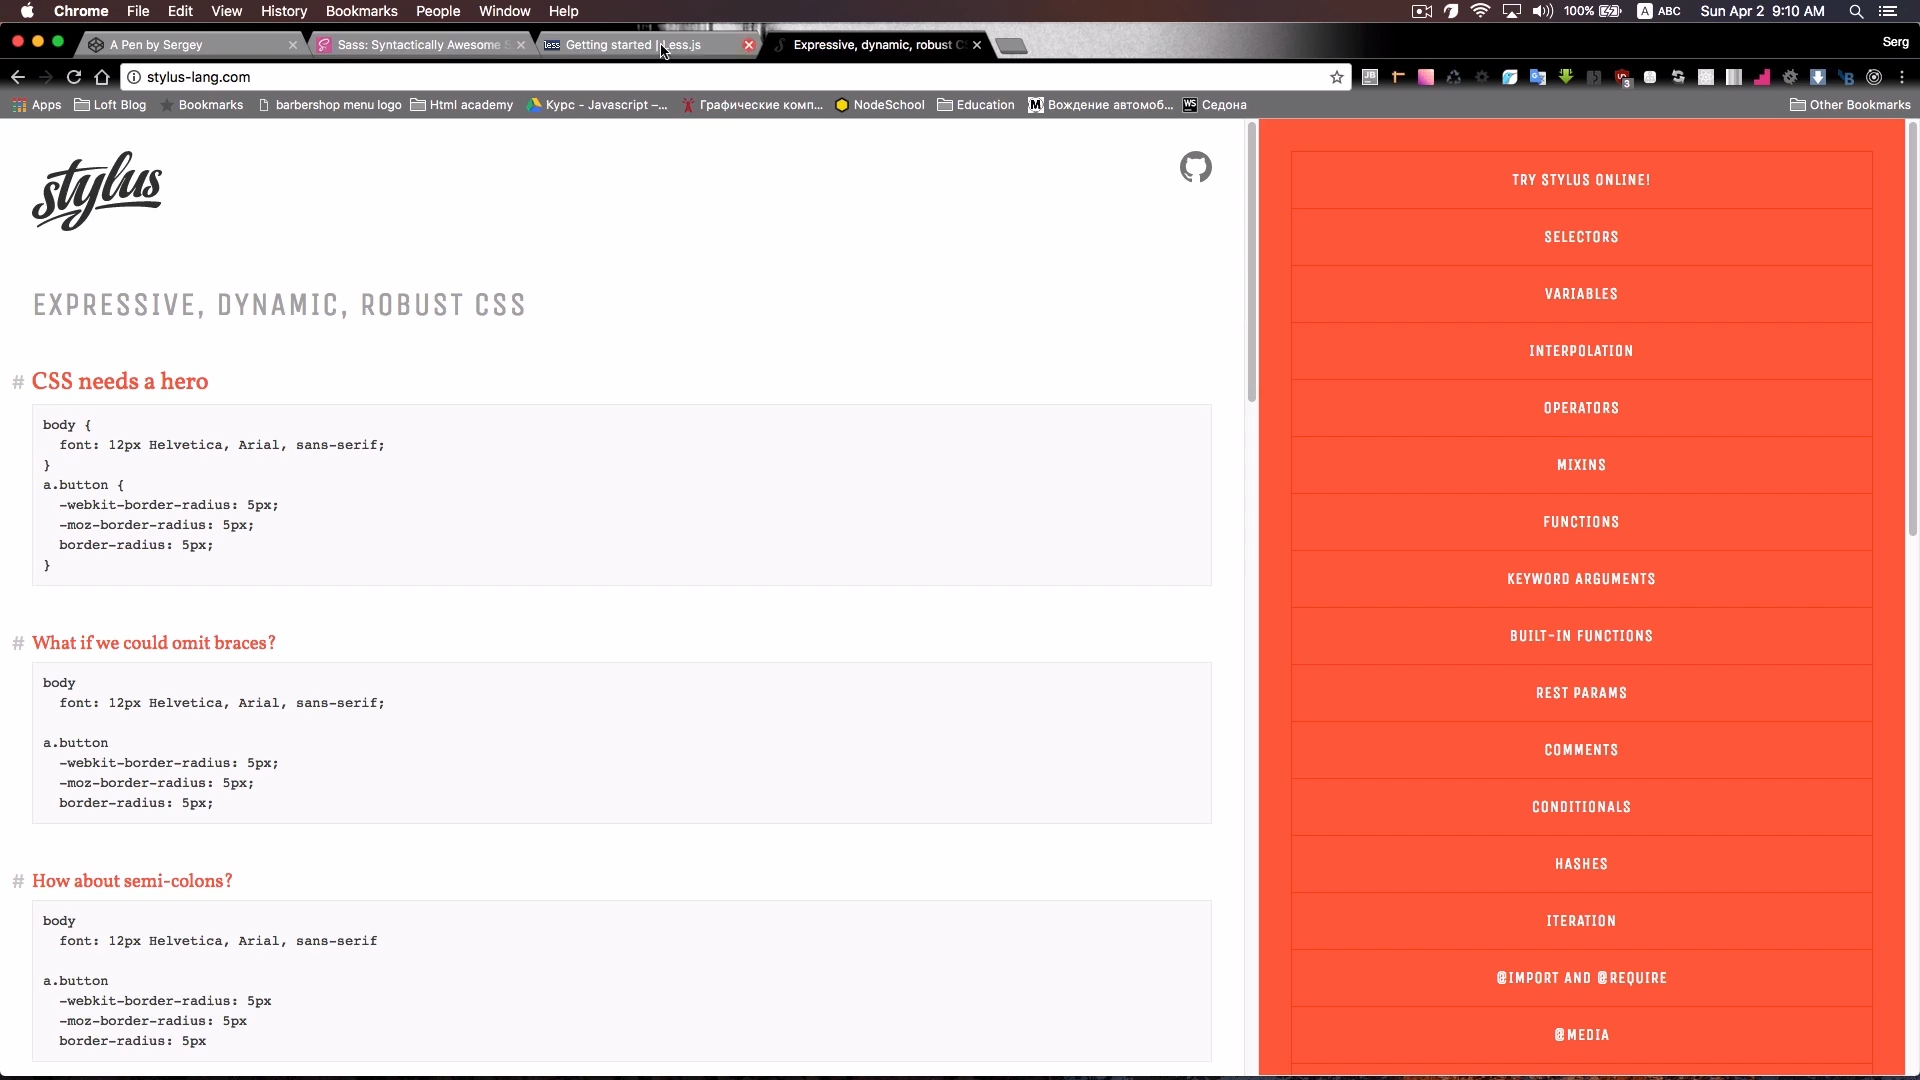 Chrome File Edit View History Bookmarks People Window Help 100% A ABC Sun Apr 2 9:10 AM
A Pen by Sergey Sass: Syntactically Awesome S less Getting started | Less.js Expressive, dynamic, robust CS Serg
stylus-lang.com JB 3
Apps Loft Blog Bookmarks barbershop menu logo Html academy Курс - Javascript –... Графические комп... NodeSchool Education M Вождение автомоб... WS Седона Other Bookmarks
stylus
EXPRESSIVE, DYNAMIC, ROBUST CSS
# CSS needs a hero
body {
font: 12px Helvetica, Arial, sans-serif;
}
a.button {
-webkit-border-radius: 5px;
-moz-border-radius: 5px;
border-radius: 5px;
}
# What if we could omit braces?
body
font: 12px Helvetica, Arial, sans-serif;
a.button
-webkit-border-radius: 5px;
-moz-border-radius: 5px;
border-radius: 5px;
# How about semi-colons?
body
font: 12px Helvetica, Arial, sans-serif
a.button
-webkit-border-radius: 5px
-moz-border-radius: 5px
border-radius: 5px
TRY STYLUS ONLINE!
SELECTORS
VARIABLES
INTERPOLATION
OPERATORS
MIXINS
FUNCTIONS
KEYWORD ARGUMENTS
BUILT-IN FUNCTIONS
REST PARAMS
COMMENTS
CONDITIONALS
HASHES
ITERATION
@IMPORT AND @REQUIRE
@MEDIA